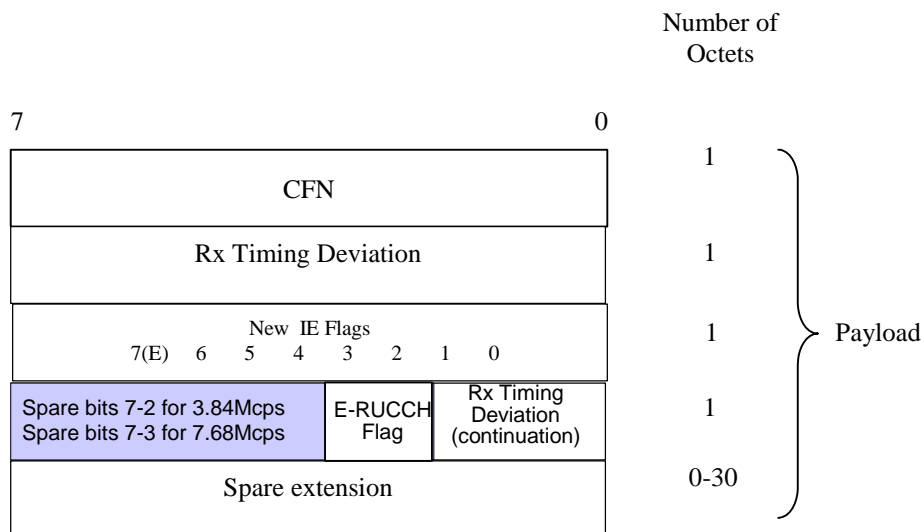 Number of
Octets
7 0
CFN 1
Rx Timing Deviation 1
New IE Flags
7(E) 6 5 4 3 2 1 0
1
Payload
Spare bits 7-2 for 3.84Mcps
Spare bits 7-3 for 7.68Mcps
E-RUCCH
Flag
Rx Timing
Deviation
(continuation)
1
Spare extension 0-30